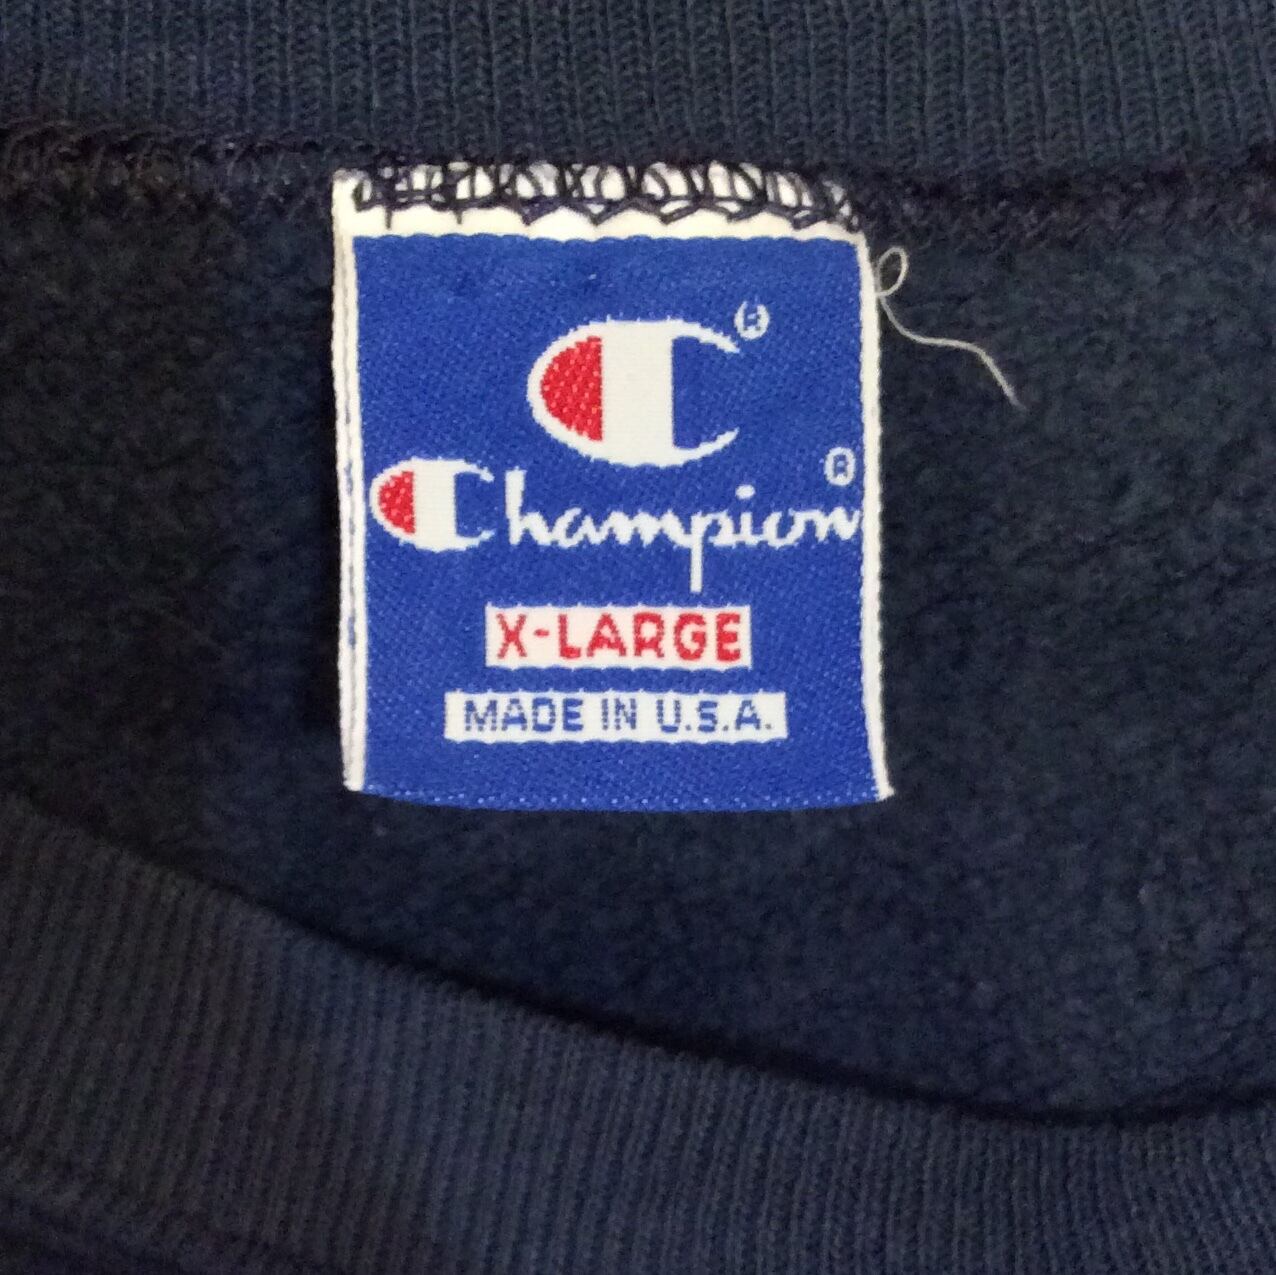 C®
Champion®
X-LARGE
MADE IN U.S.A.